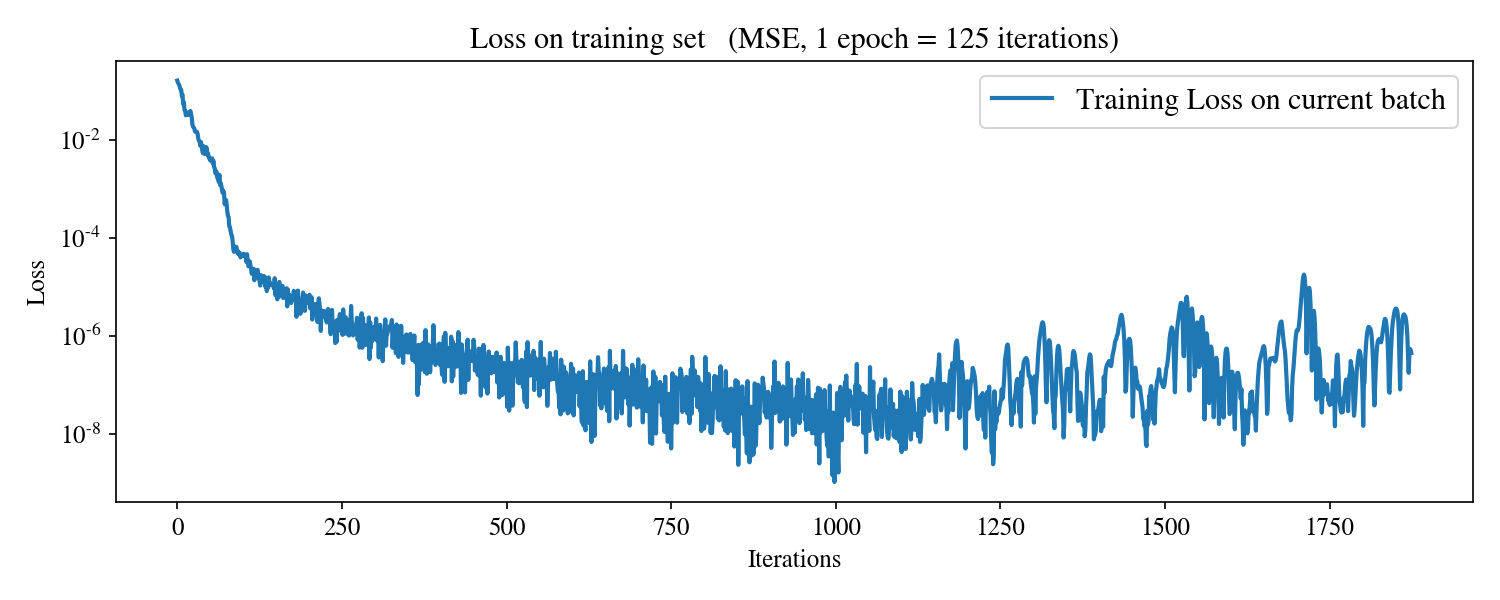 Loss on training set (MSE, 1 epoch = 125 iterations)
Training Loss on current batch
Loss
10⁻²
10⁻⁴
10⁻⁶
10⁻⁸
0 250 500 750 1000 1250 1500 1750
Iterations